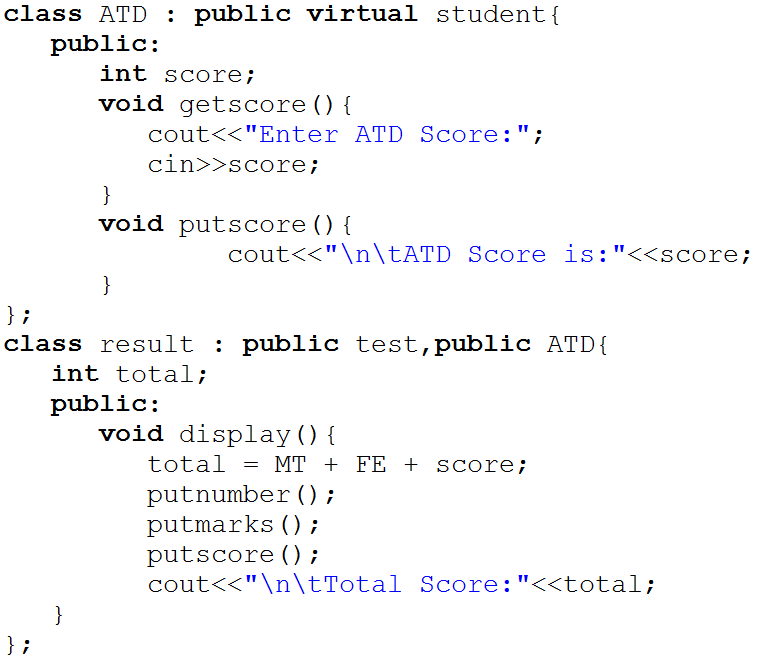 class ATD : public virtual student{
   public:
      int score;
      void getscore(){
         cout<<"Enter ATD Score:";
         cin>>score;
      }
      void putscore(){
              cout<<"\n\tATD Score is:"<<score;
      }
};
class result : public test,public ATD{
   int total;
   public:
      void display(){
         total = MT + FE + score;
         putnumber();
         putmarks();
         putscore();
         cout<<"\n\tTotal Score:"<<total;
   }
};